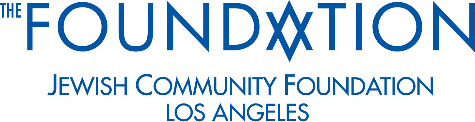 THE FOUNDATION
JEWISH COMMUNITY FOUNDATION
LOS ANGELES